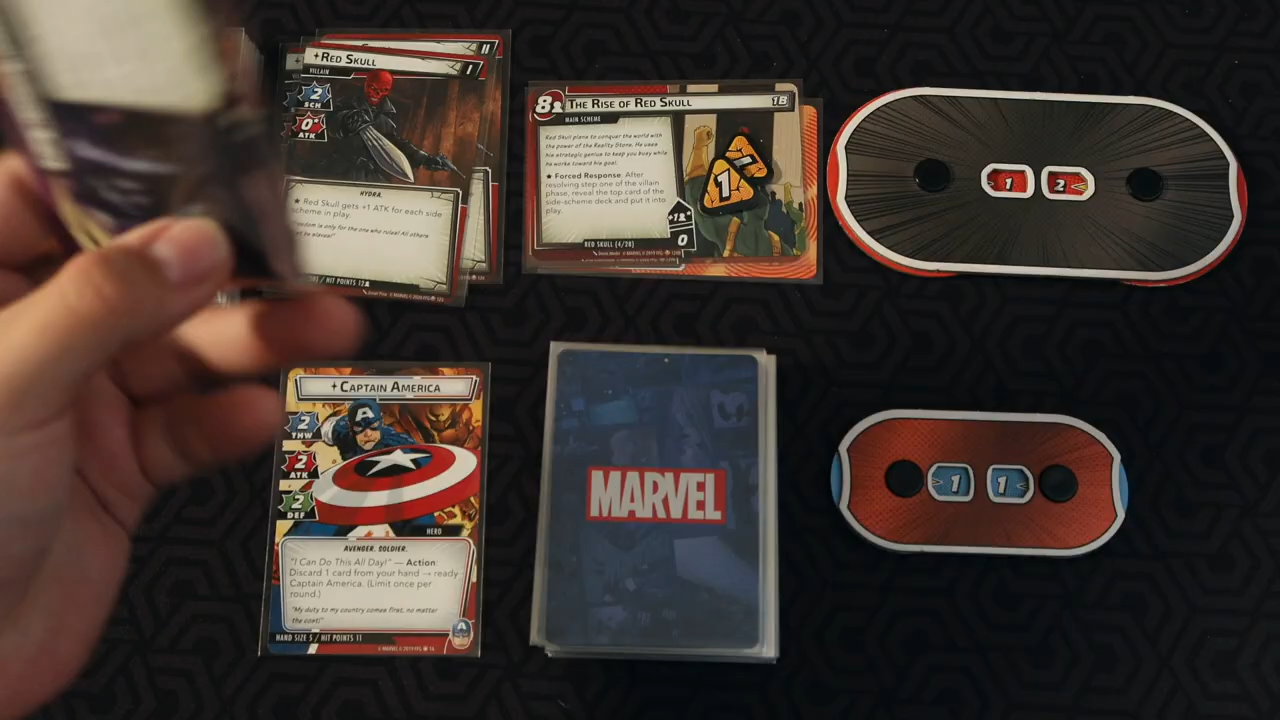 RED SKULL
I
II
VILLAIN
2
SCH
0
ATK
HYDRA.
★ Red Skull gets +1 ATK for each side
scheme in play.
HIT POINTS 12
8
THE RISE OF RED SKULL
1B
MAIN SCHEME
Red Skull plans to conquer the world with
the power of the Reality Stone. He uses
his strategic genius to keep you busy while
he works toward his goal.
★ Forced Response: After
resolving step one of the villain
phase, reveal the top card of the
side-scheme deck and put it into
play.
+1
0
RED SKULL (4/28)
1
1 2
CAPTAIN AMERICA
2
THW
2
ATK
2
DEF
A
HERO
AVENGER. SOLDIER.
"I Can Do This All Day!" — Action:
Discard 1 card from your hand → ready
Captain America. (Limit once per
round.)
"My duty to my country comes first, no matter
the cost!"
HAND SIZE 5 / HIT POINTS 11
MARVEL
1 1